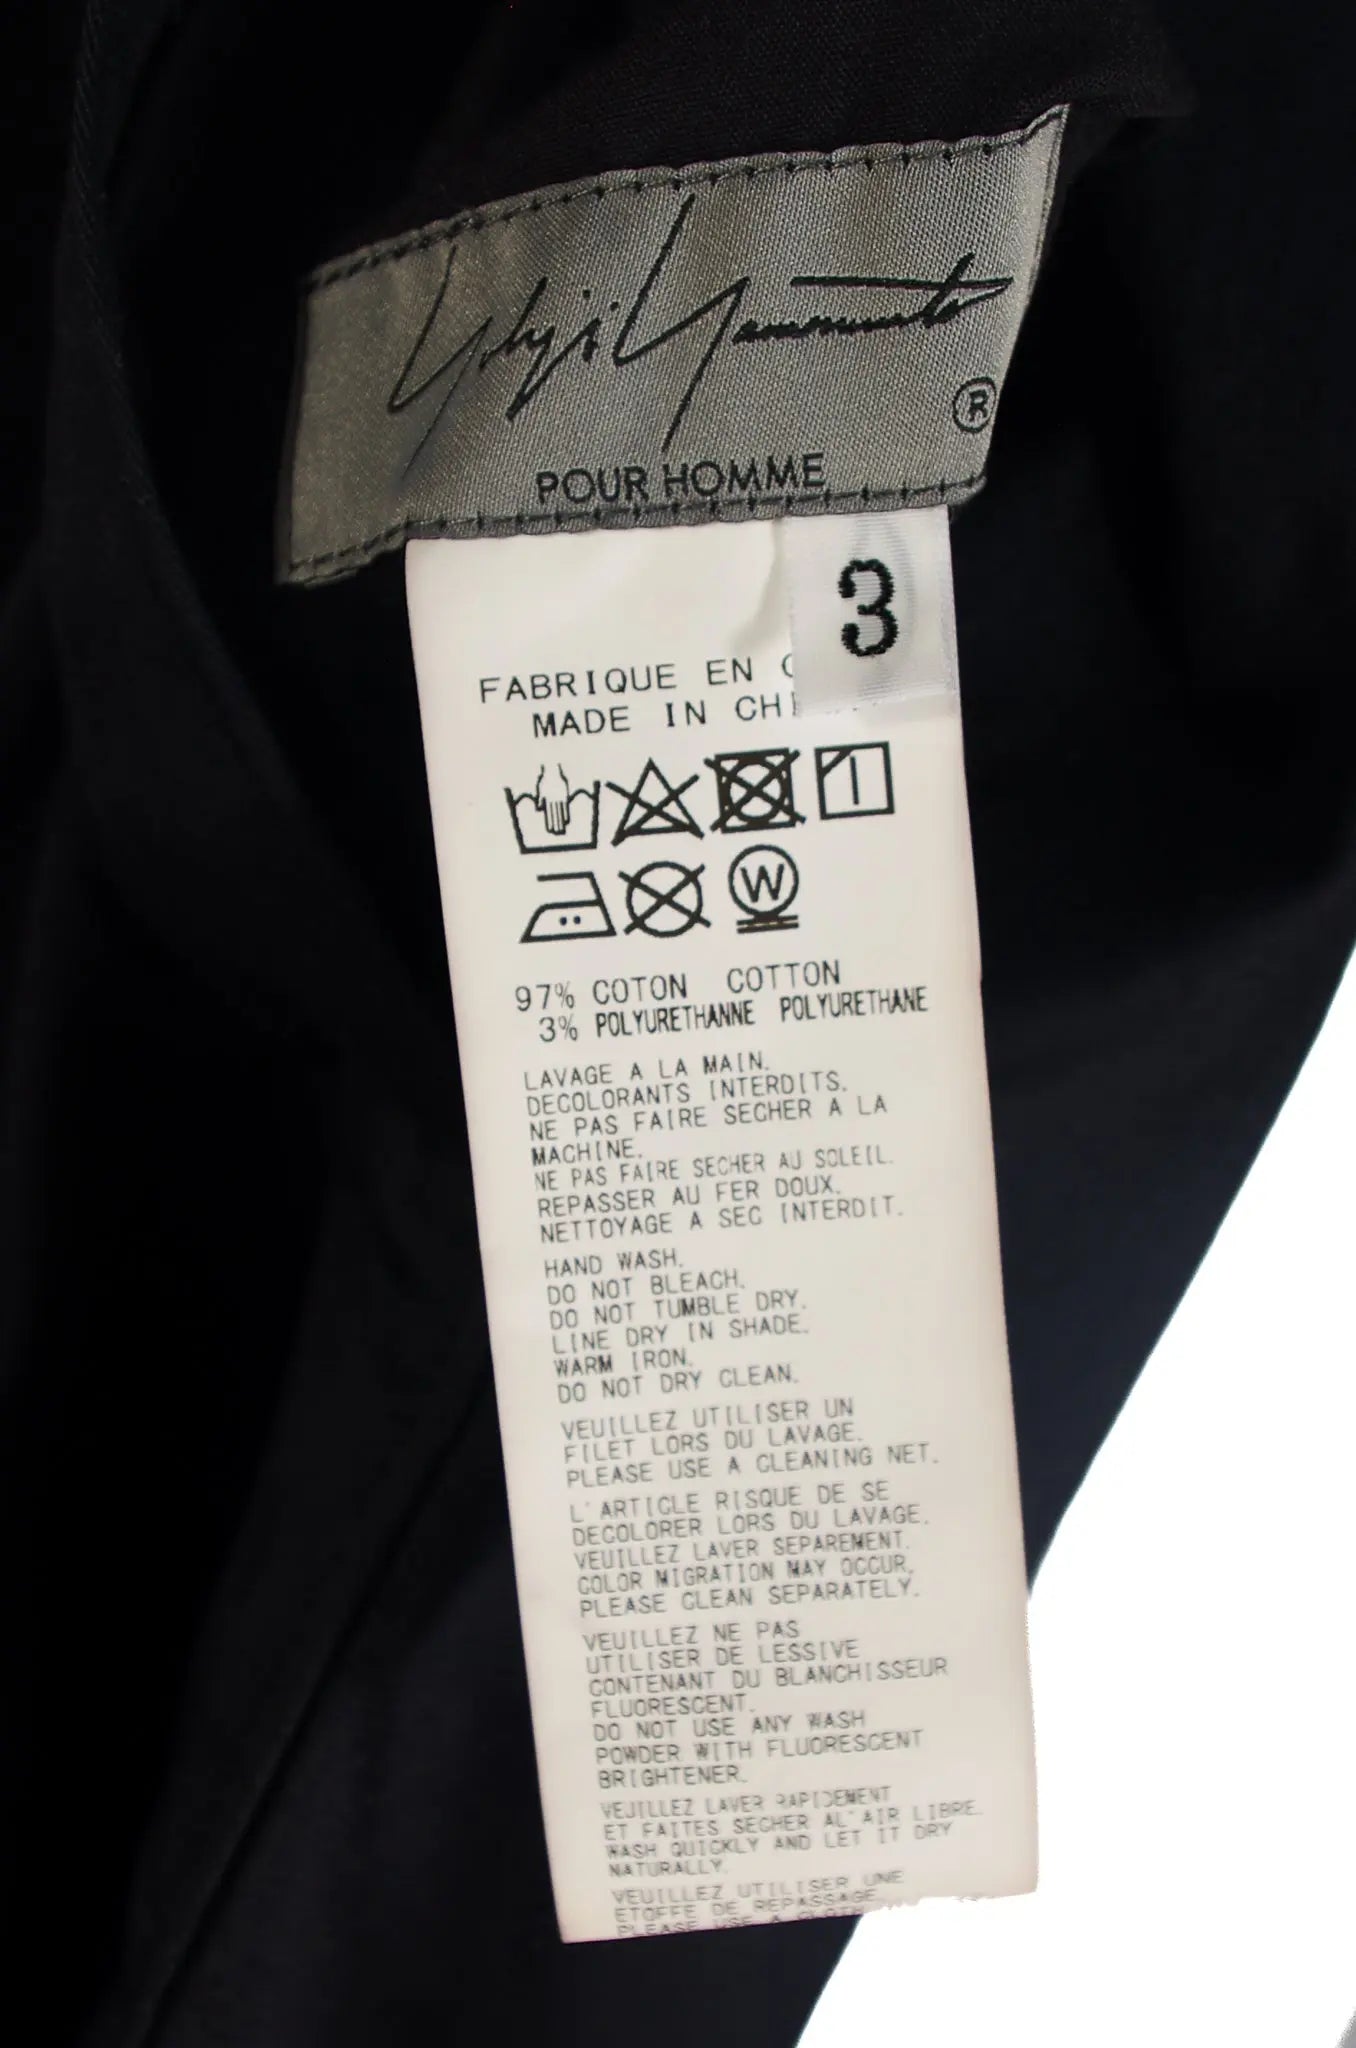 Yohji Yamamoto
®
POUR HOMME
3
FABRIQUE EN
MADE IN
W
97% COTON COTTON
3% POLYURETHANNE POLYURETHANE
LAVAGE A LA MAIN.
DECOLORANTS INTERDITS.
NE PAS FAIRE SECHER A LA
MACHINE.
NE PAS FAIRE SECHER AU SOLEIL.
REPASSER AU FER DOUX.
NETTOYAGE A SEC INTERDIT.
HAND WASH.
DO NOT BLEACH.
DO NOT TUMBLE DRY.
LINE DRY IN SHADE.
WARM IRON.
DO NOT DRY CLEAN.
VEUILLEZ UTILISER UN
FILET LORS DU LAVAGE.
PLEASE USE A CLEANING NET.
L'ARTICLE RISQUE DE SE
DECOLORER LORS DU LAVAGE.
VEUILLEZ LAVER SEPAREMENT.
COLOR MIGRATION MAY OCCUR,
PLEASE CLEAN SEPARATELY.
VEUILLEZ NE PAS
UTILISER DE LESSIVE
CONTENANT DU BLANCHISSEUR
FLUORESCENT.
DO NOT USE ANY WASH
POWDER WITH FLUORESCENT
BRIGHTENER.
VEUILLEZ LAVER RAPIDEMENT
ET FAITES SECHER AL'AIR LIBRE.
WASH QUICKLY AND LET IT DRY
NATURALLY.
VEUILLEZ UTILISER UNE
ETOFFE DE REPASSAGE.
PLEASE USE A CLOTH